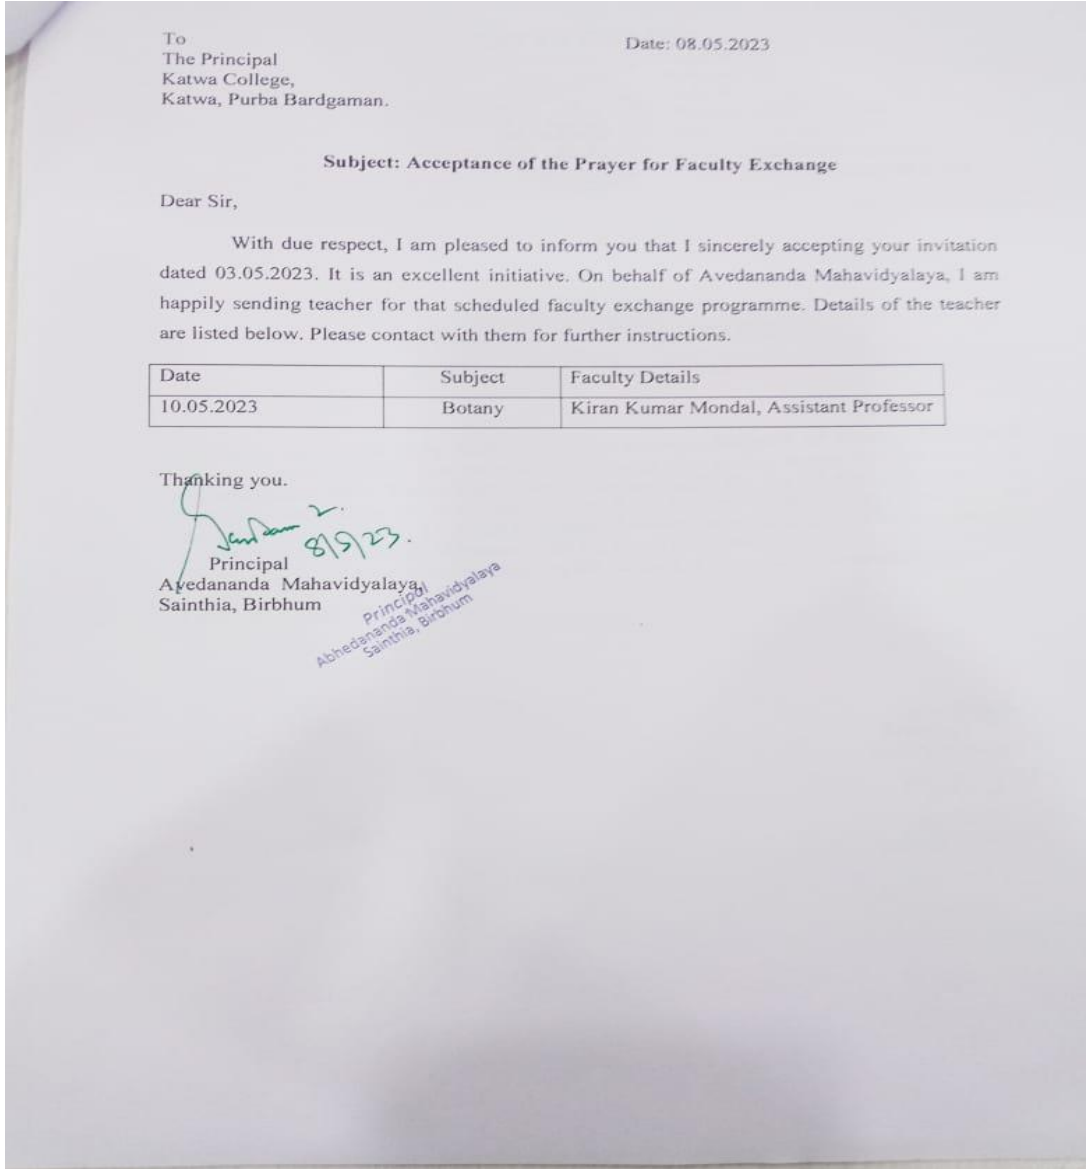 To
Date: 08.05.2023
The Principal
Katwa College,
Katwa, Purba Bardgaman.
Subject: Acceptance of the Prayer for Faculty Exchange
Dear Sir,
With due respect, I am pleased to inform you that I sincerely accepting your invitation
dated 03.05.2023. It is an excellent initiative. On behalf of Avedananda Mahavidyalaya, I am
happily sending teacher for that scheduled faculty exchange programme. Details of the teacher
are listed below. Please contact with them for further instructions.
Date Subject Faculty Details
10.05.2023 Botany Kiran Kumar Mondal, Assistant Professor
Thanking you.
8/5/23.
Principal
Avedananda Mahavidyalaya,
Sainthia, Birbhum
Principal
Abhedananda Mahavidyalaya
Sainthia, Birbhum